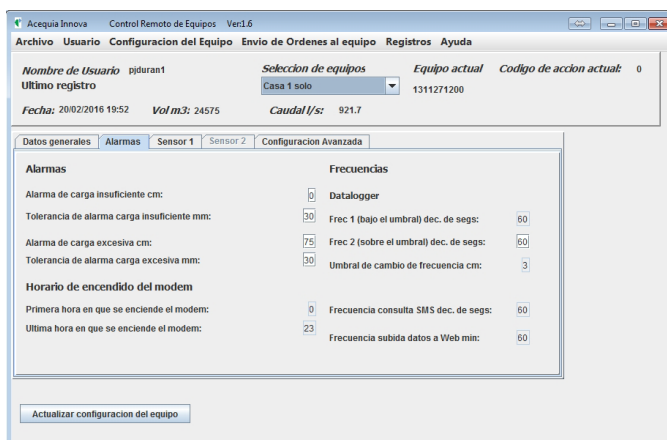 Acequia Innova Control Remoto de Equipos Ver:1.6
Archivo Usuario Configuracion del Equipo Envio de Ordenes al equipo Registros Ayuda
Nombre de Usuario pjduran1 Seleccion de equipos Equipo actual Codigo de accion actual: 0
Ultimo registro Casa 1 solo 1311271200
Fecha: 20/02/2016 19:52 Vol m3: 24575 Caudal l/s: 921.7
Datos generales Alarmas Sensor 1 Sensor 2 Configuracion Avanzada
Alarmas Frecuencias
Alarma de carga insuficiente cm: 0 Datalogger
Tolerancia de alarma carga insuficiente mm: 30 Frec 1 (bajo el umbral) dec. de segs: 60
Alarma de carga excesiva cm: 75 Frec 2 (sobre el umbral) dec. de segs: 60
Tolerancia de alarma carga excesiva mm: 30 Umbral de cambio de frecuencia cm: 3
Horario de encendido del modem
Primera hora en que se enciende el modem: 0 Frecuencia consulta SMS dec. de segs: 60
Ultima hora en que se enciende el modem: 23 Frecuencia subida datos a Web min: 60
Actualizar configuracion del equipo